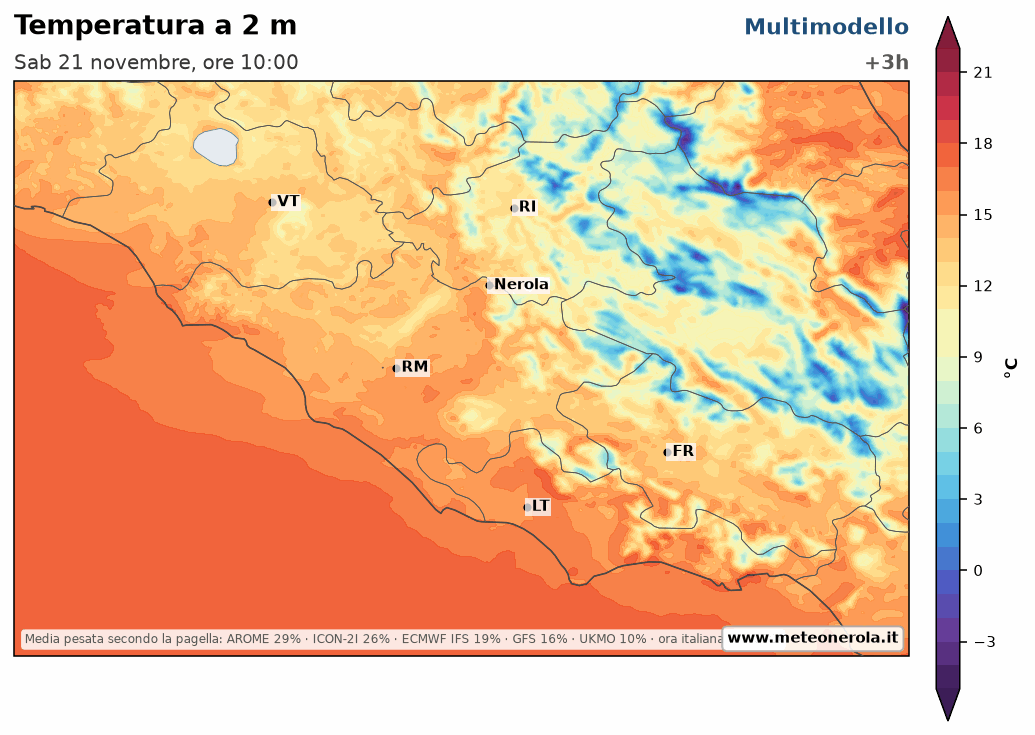 Temperatura a 2 m
Multimodello
Sab 21 novembre, ore 10:00
+3h
VT
RI
Nerola
RM
FR
LT
Media pesata secondo la pagella: AROME 29% · ICON-2I 26% · ECMWF IFS 19% · GFS 16% · UKMO 10% · ora italiana
www.meteonerola.it
21
18
15
12
9
6
3
0
−3
°C